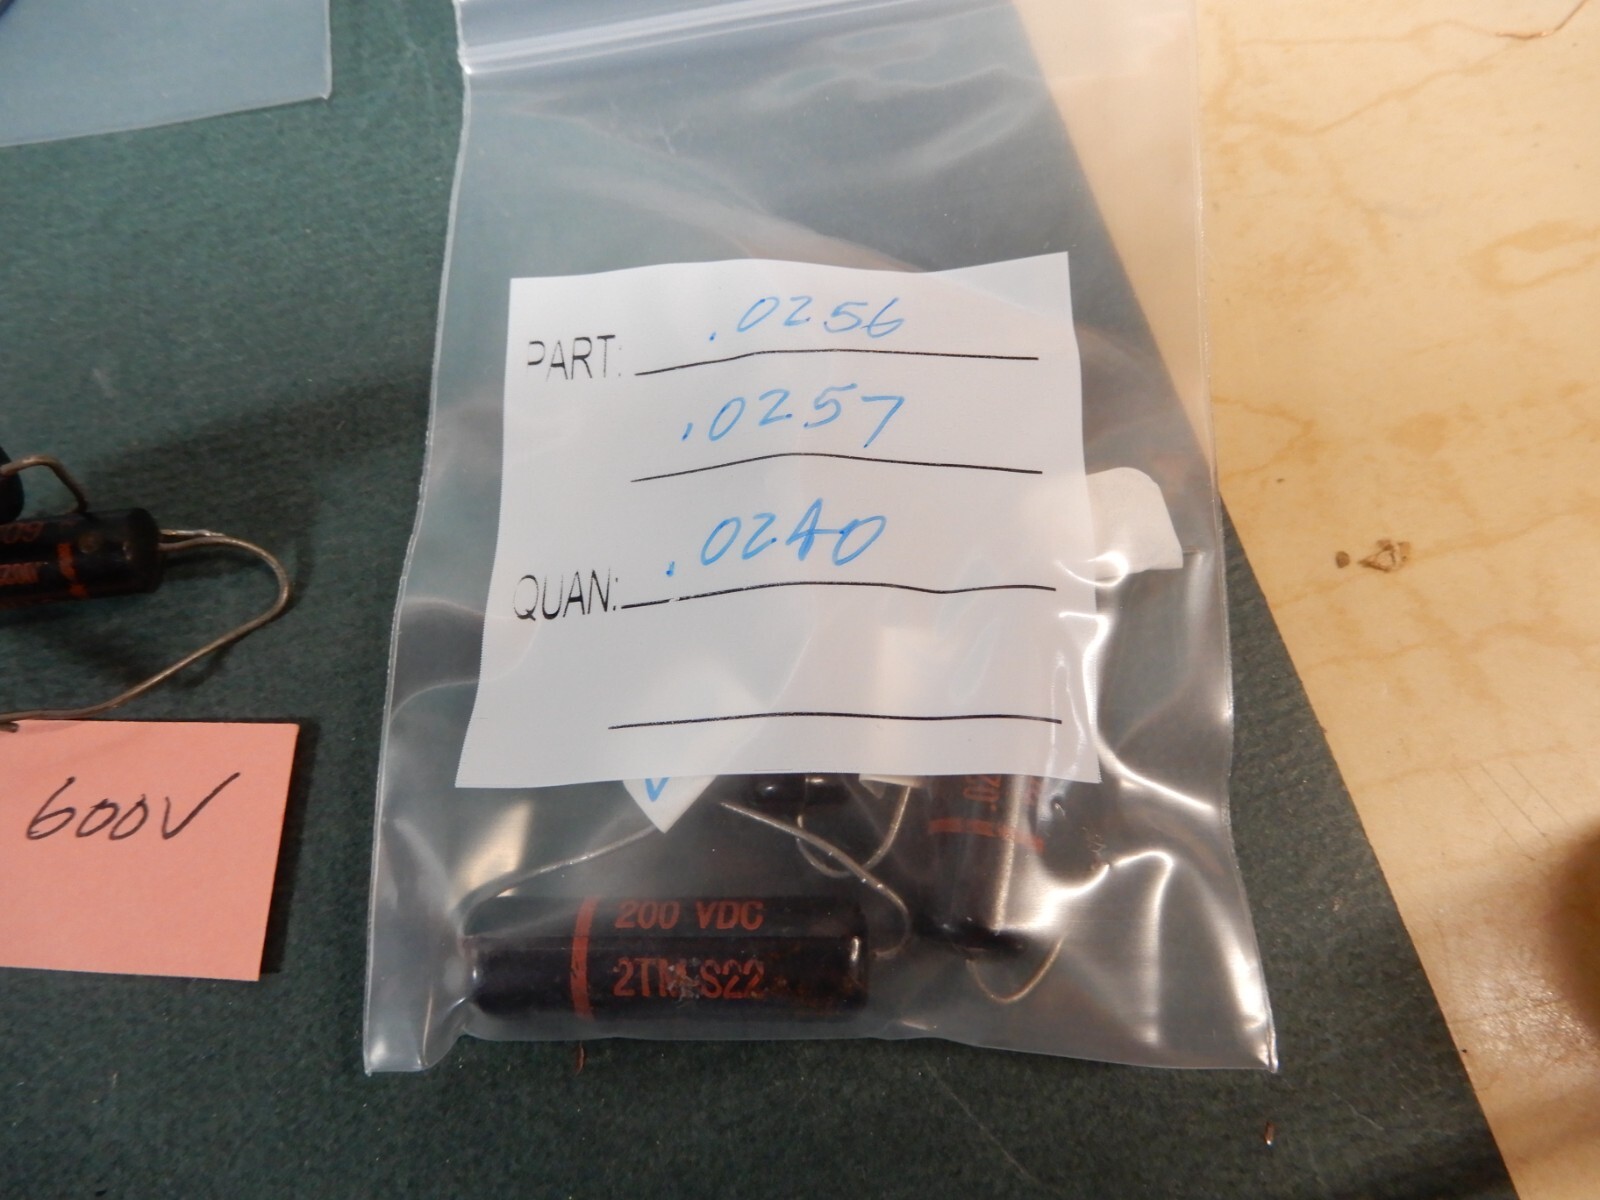 .0256
PART:
.0257
.0240
QUAN:
600V
200 VDC
2TM-S22